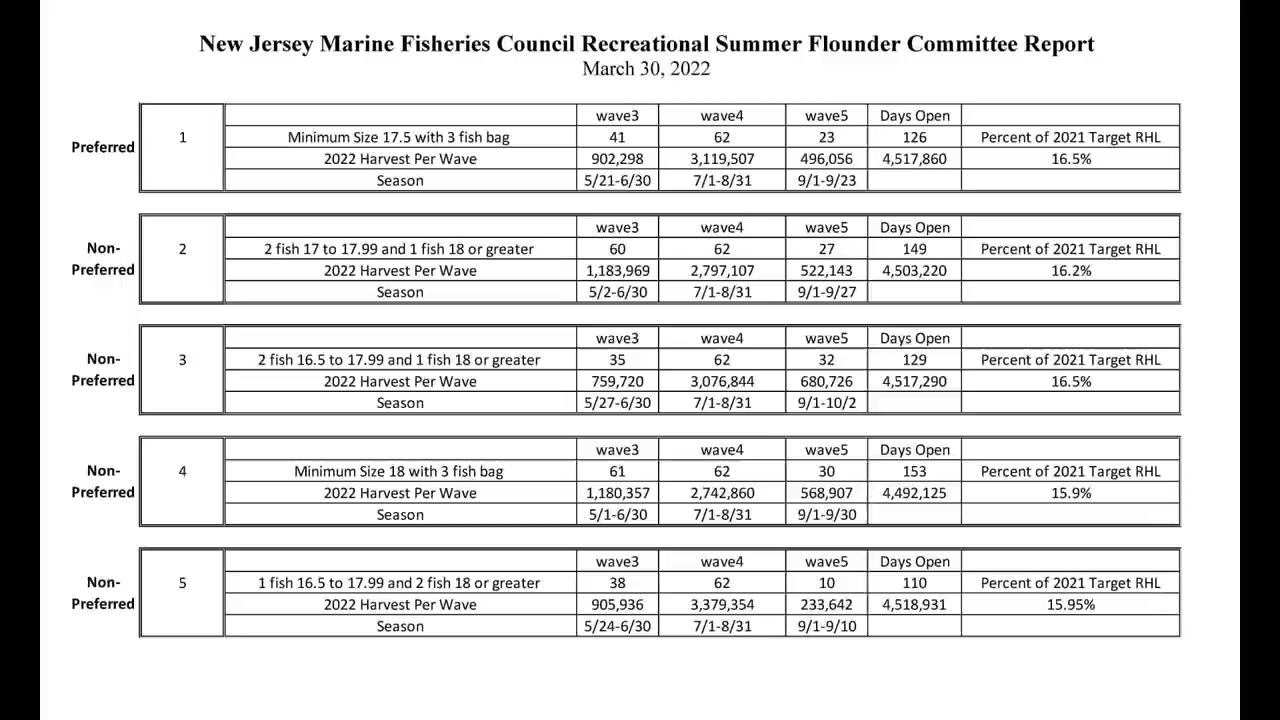 New Jersey Marine Fisheries Council Recreational Summer Flounder Committee Report
March 30, 2022
wave3 wave4 wave5 Days Open
Preferred 1 Minimum Size 17.5 with 3 fish bag 41 62 23 126 Percent of 2021 Target RHL
2022 Harvest Per Wave 902,298 3,119,507 496,056 4,517,860 16.5%
Season 5/21-6/30 7/1-8/31 9/1-9/23
wave3 wave4 wave5 Days Open
Non- 2 2 fish 17 to 17.99 and 1 fish 18 or greater 60 62 27 149 Percent of 2021 Target RHL
Preferred 2022 Harvest Per Wave 1,183,969 2,797,107 522,143 4,503,220 16.2%
Season 5/2-6/30 7/1-8/31 9/1-9/27
wave3 wave4 wave5 Days Open
Non- 3 2 fish 16.5 to 17.99 and 1 fish 18 or greater 35 62 32 129 Percent of 2021 Target RHL
Preferred 2022 Harvest Per Wave 759,720 3,076,844 680,726 4,517,290 16.5%
Season 5/27-6/30 7/1-8/31 9/1-10/2
wave3 wave4 wave5 Days Open
Non- 4 Minimum Size 18 with 3 fish bag 61 62 30 153 Percent of 2021 Target RHL
Preferred 2022 Harvest Per Wave 1,180,357 2,742,860 568,907 4,492,125 15.9%
Season 5/1-6/30 7/1-8/31 9/1-9/30
wave3 wave4 wave5 Days Open
Non- 5 1 fish 16.5 to 17.99 and 2 fish 18 or greater 38 62 10 110 Percent of 2021 Target RHL
Preferred 2022 Harvest Per Wave 905,936 3,379,354 233,642 4,518,931 15.95%
Season 5/24-6/30 7/1-8/31 9/1-9/10